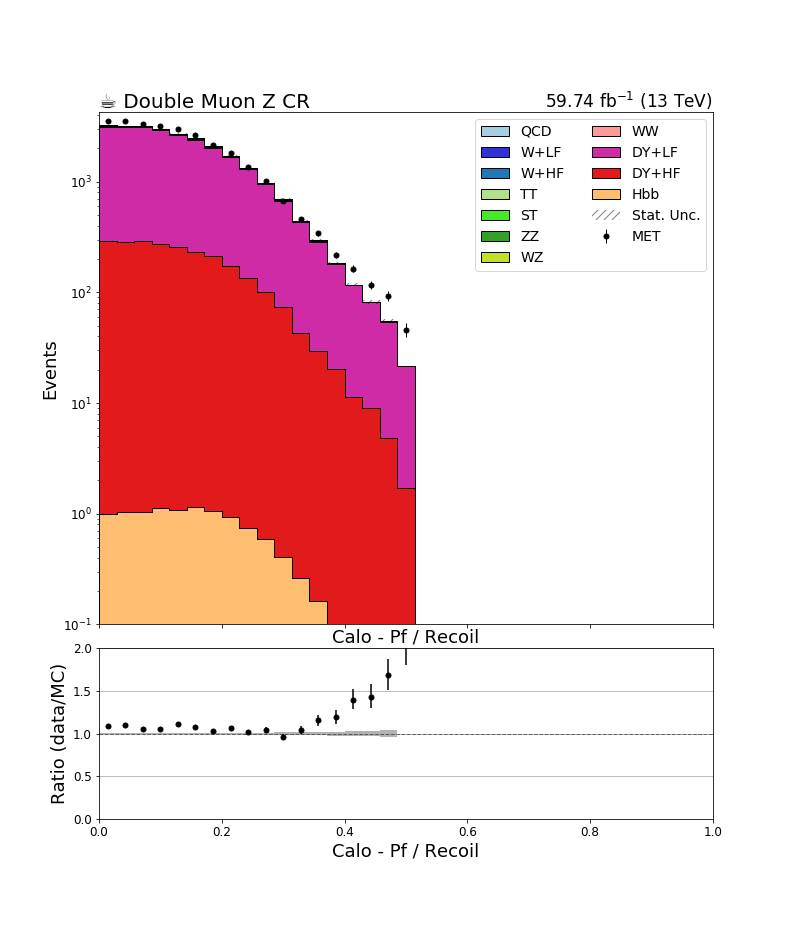 ☕ Double Muon Z CR
59.74 fb⁻¹ (13 TeV)
QCD
W+LF
W+HF
TT
ST
ZZ
WZ
WW
DY+LF
DY+HF
Hbb
Stat. Unc.
MET
Events
10³
10²
10¹
10⁰
10⁻¹
Calo - Pf / Recoil
Ratio (data/MC)
2.0
1.5
1.0
0.5
0.0
0.0 0.2 0.4 0.6 0.8 1.0
Calo - Pf / Recoil